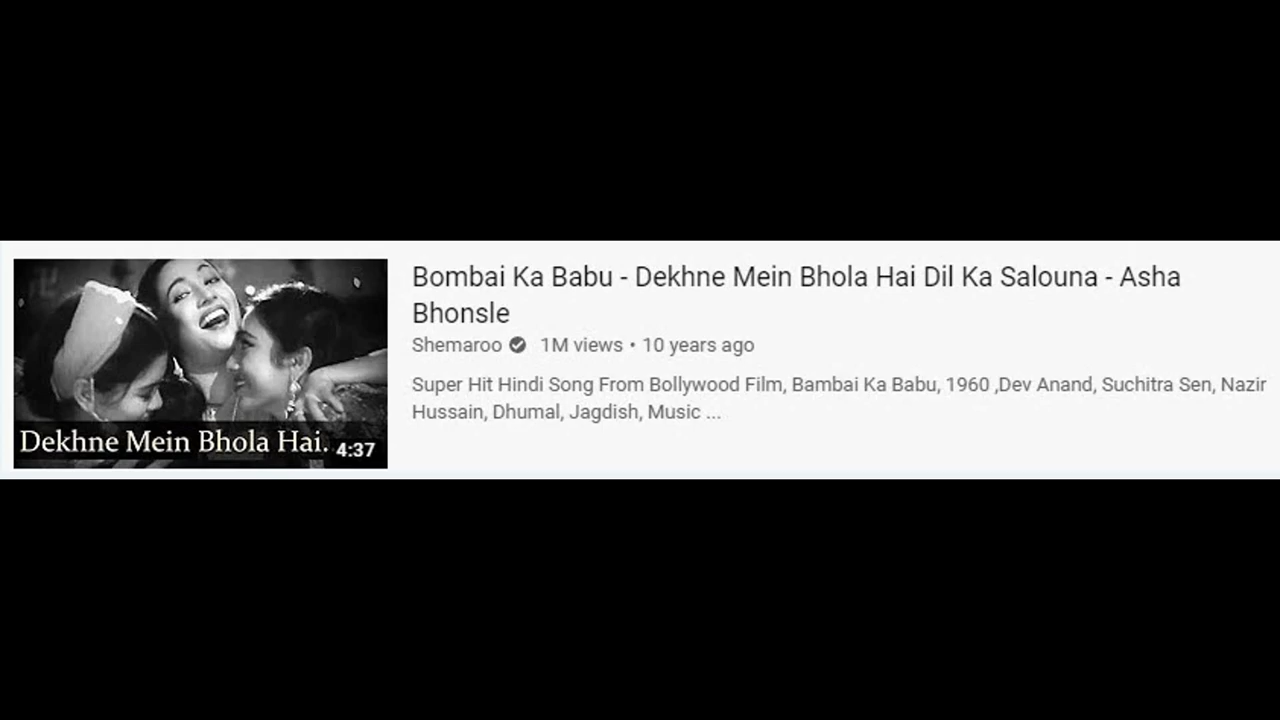 Dekhne Mein Bhola Hai.
4:37
Bombai Ka Babu - Dekhne Mein Bhola Hai Dil Ka Salouna - Asha
Bhonsle
Shemaroo 1M views • 10 years ago
Super Hit Hindi Song From Bollywood Film, Bambai Ka Babu, 1960 ,Dev Anand, Suchitra Sen, Nazir
Hussain, Dhumal, Jagdish, Music ...